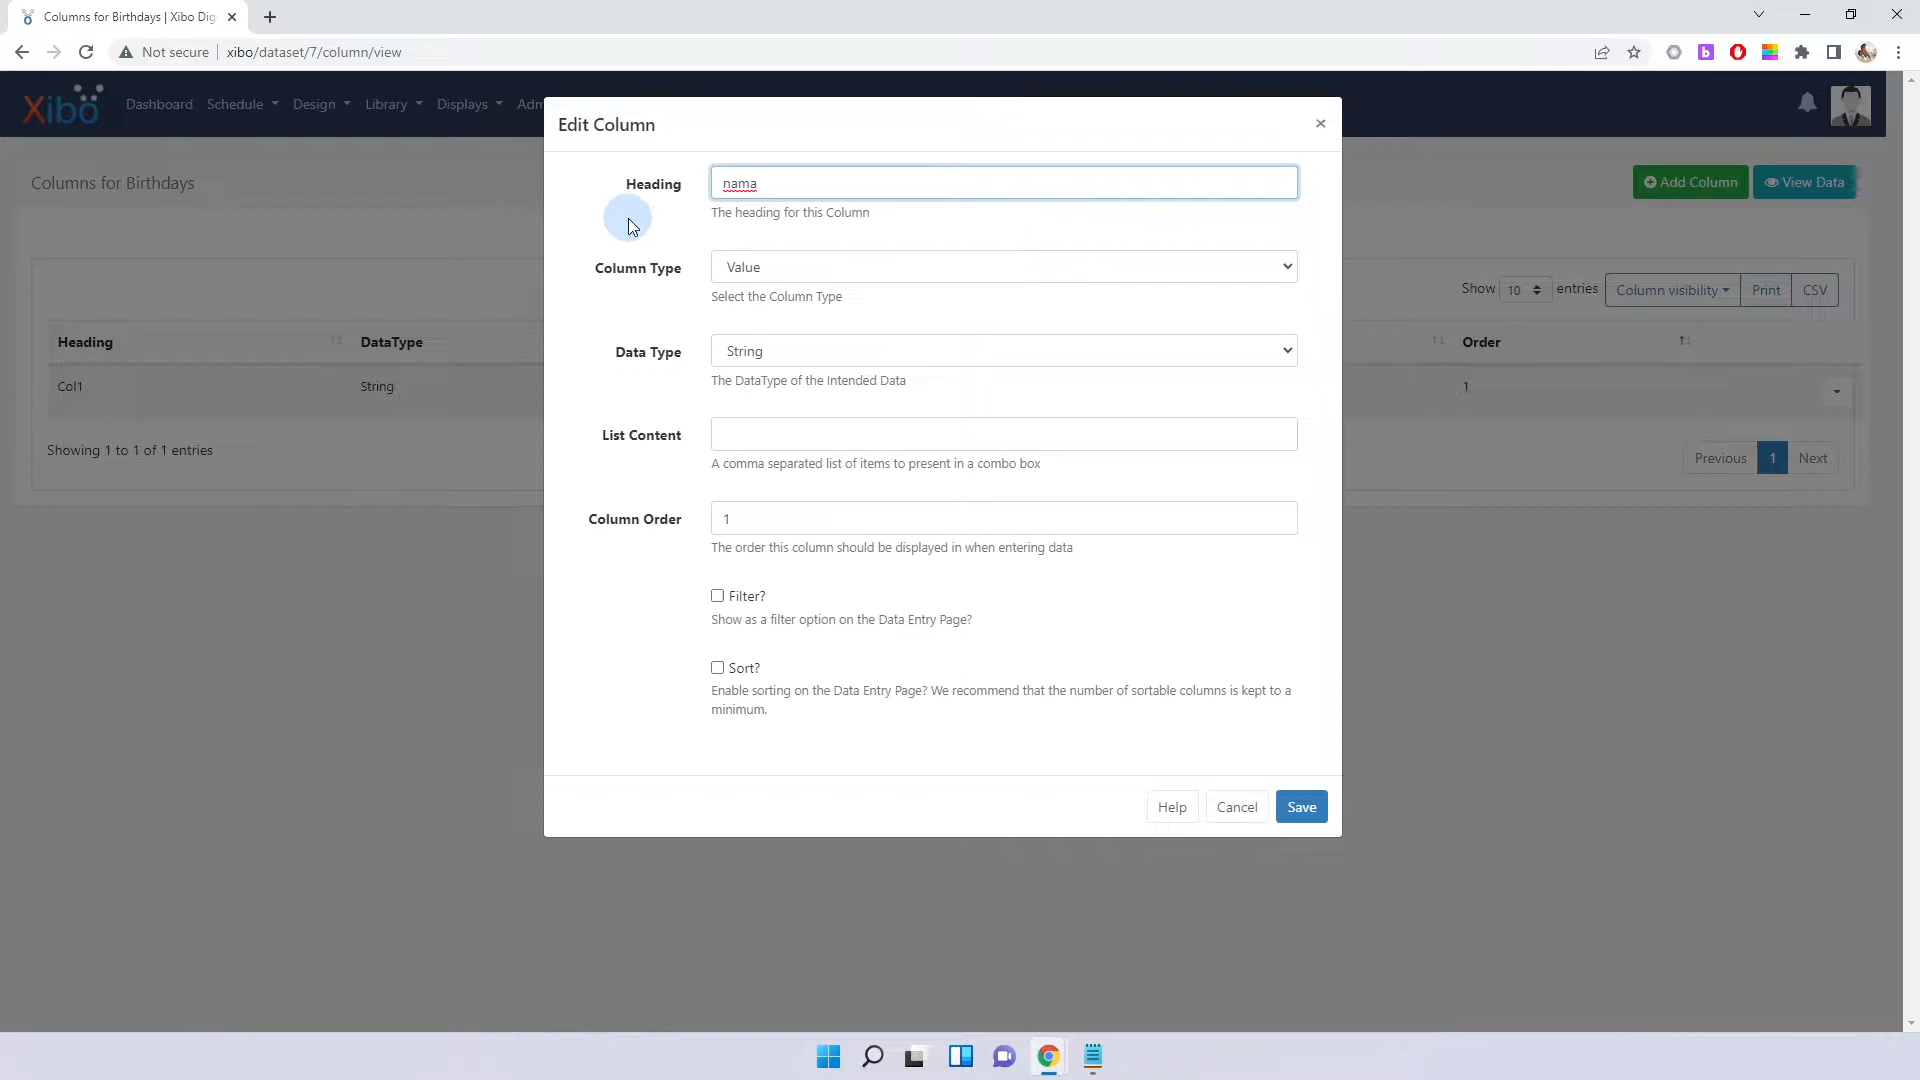 Columns for Birthdays | Xibo Dig
Not secure
xibo/dataset/7/column/view
Xibo
Dashboard Schedule Design Library Displays Adm
Edit Column
×
Columns for Birthdays
Add Column
View Data
Heading
nama
The heading for this Column
Column Type
Value
Select the Column Type
Show 10 entries
Column visibility Print CSV
Heading DataType Order
Data Type
String
The DataType of the Intended Data
Col1 String 1
List Content
A comma separated list of items to present in a combo box
Showing 1 to 1 of 1 entries
Previous 1 Next
Column Order
1
The order this column should be displayed in when entering data
Filter?
Show as a filter option on the Data Entry Page?
Sort?
Enable sorting on the Data Entry Page? We recommend that the number of sortable columns is kept to a
minimum.
Help Cancel Save